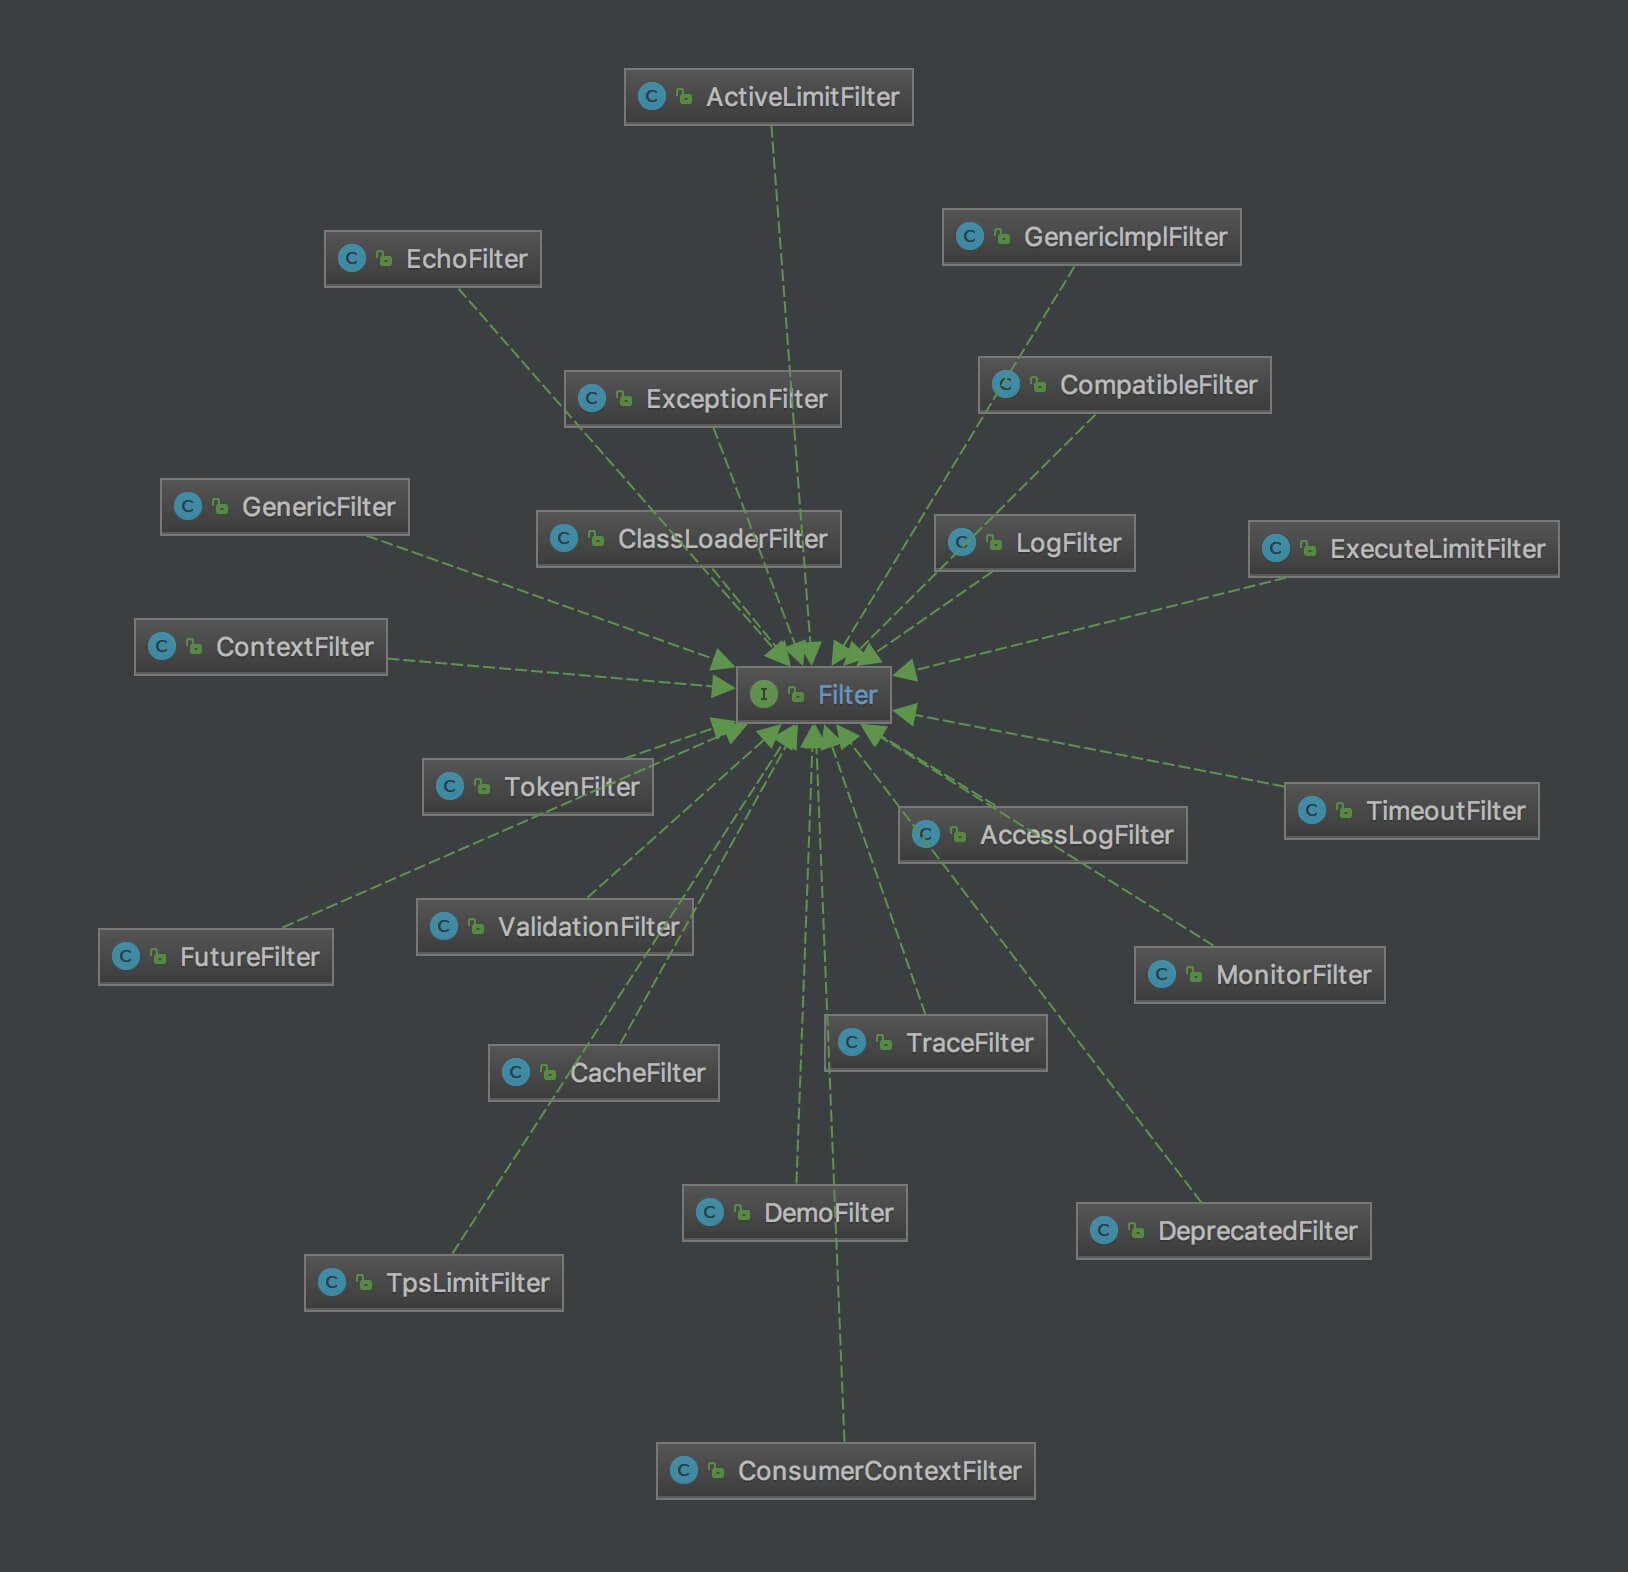 ActiveLimitFilter
GenericImplFilter
EchoFilter
CompatibleFilter
ExceptionFilter
GenericFilter
ClassLoaderFilter
LogFilter
ExecuteLimitFilter
ContextFilter
Filter
TokenFilter
TimeoutFilter
AccessLogFilter
ValidationFilter
FutureFilter
MonitorFilter
TraceFilter
CacheFilter
DemoFilter
DeprecatedFilter
TpsLimitFilter
ConsumerContextFilter